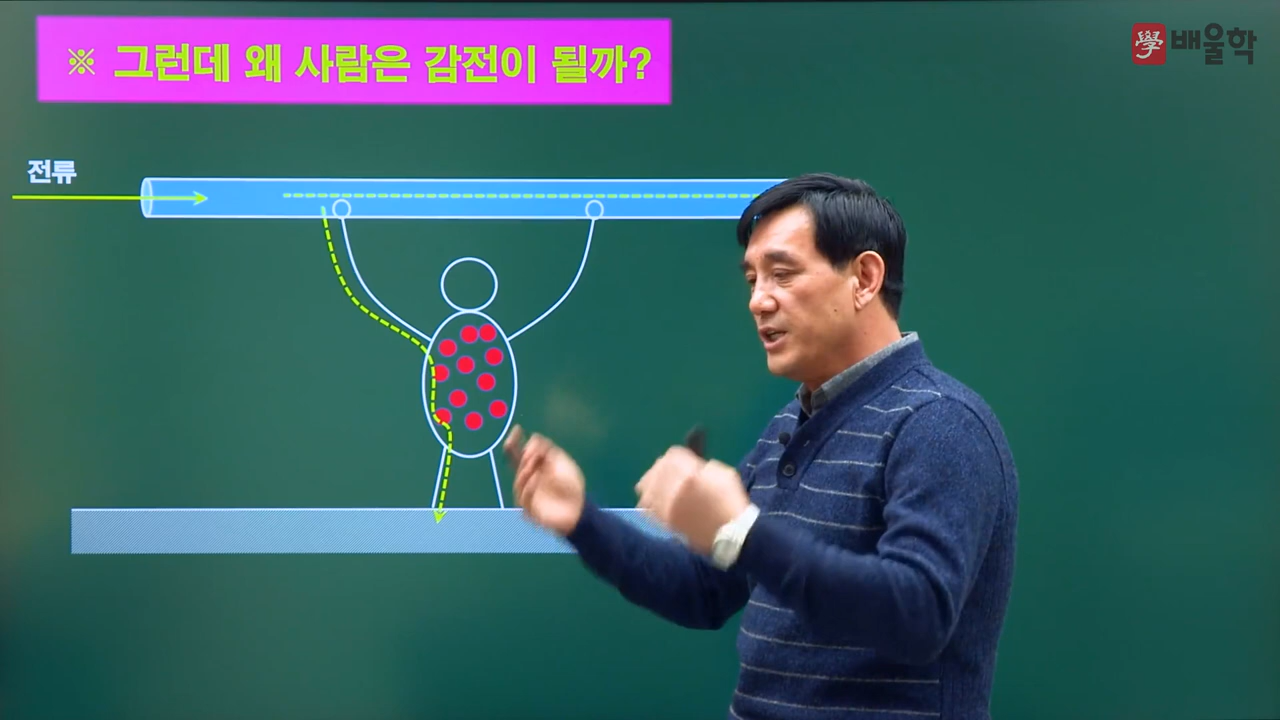 ※ 그런데 왜 사람은 감전이 될까?
學 배울학
전류